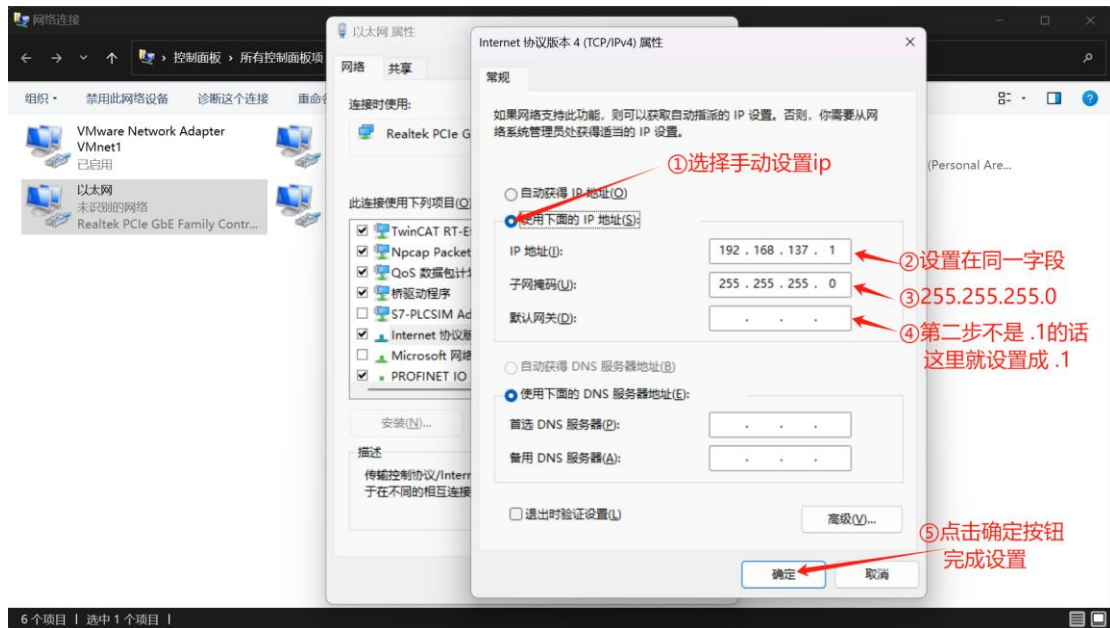 网络连接
控制面板 › 所有控制面板项
组织
禁用此网络设备
诊断这个连接
重命
VMware Network Adapter
VMnet1
已启用
以太网
未识别的网络
Realtek PCIe GbE Family Contr...
(Personal Are...
以太网 属性
网络
共享
连接时使用:
Realtek PCIe G
此连接使用下列项目(O
TwinCAT RT-E
Npcap Packet
QoS 数据包计
桥驱动程序
S7-PLCSIM Ad
Internet 协议版
Microsoft 网络
PROFINET IO
安装(N)...
描述
传输控制协议/Intern
于在不同的相互连接
Internet 协议版本 4 (TCP/IPv4) 属性
常规
如果网络支持此功能，则可以获取自动指派的 IP 设置。否则，你需要从网
络系统管理员处获得适当的 IP 设置。
①选择手动设置ip
自动获得 IP 地址(O)
使用下面的 IP 地址(S):
IP 地址(I):
192 . 168 . 137 . 1
②设置在同一字段
子网掩码(U):
255 . 255 . 255 . 0
③255.255.255.0
默认网关(D):
. . .
④第二步不是 .1的话
这里就设置成 .1
自动获得 DNS 服务器地址(B)
使用下面的 DNS 服务器地址(E):
首选 DNS 服务器(P):
. . .
备用 DNS 服务器(A):
. . .
退出时验证设置(L)
高级(V)...
⑤点击确定按钮
完成设置
确定
取消
6 个项目
选中 1 个项目